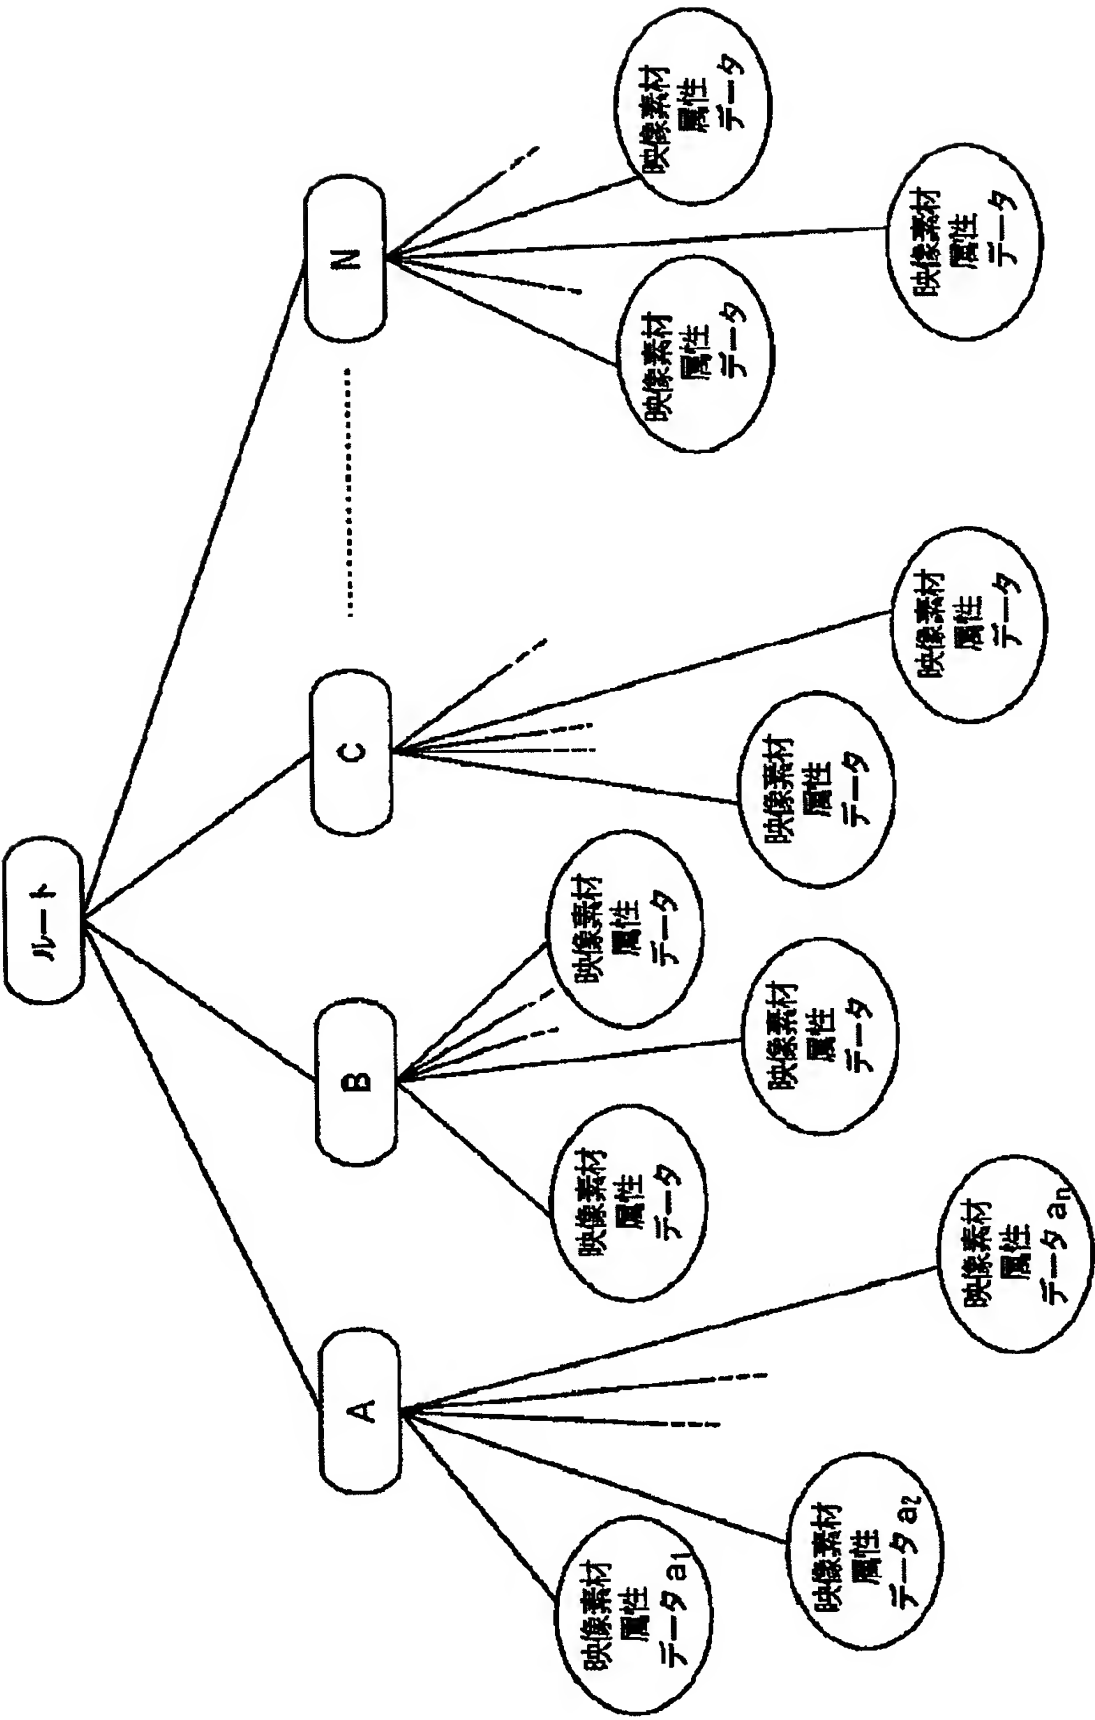 ルート
A
B
C
N
映像素材
属性
データa1
映像素材
属性
データa2
映像素材
属性
データan
映像素材
属性
データ
映像素材
属性
データ
映像素材
属性
データ
映像素材
属性
データ
映像素材
属性
データ
映像素材
属性
データ
映像素材
属性
データ
映像素材
属性
データ